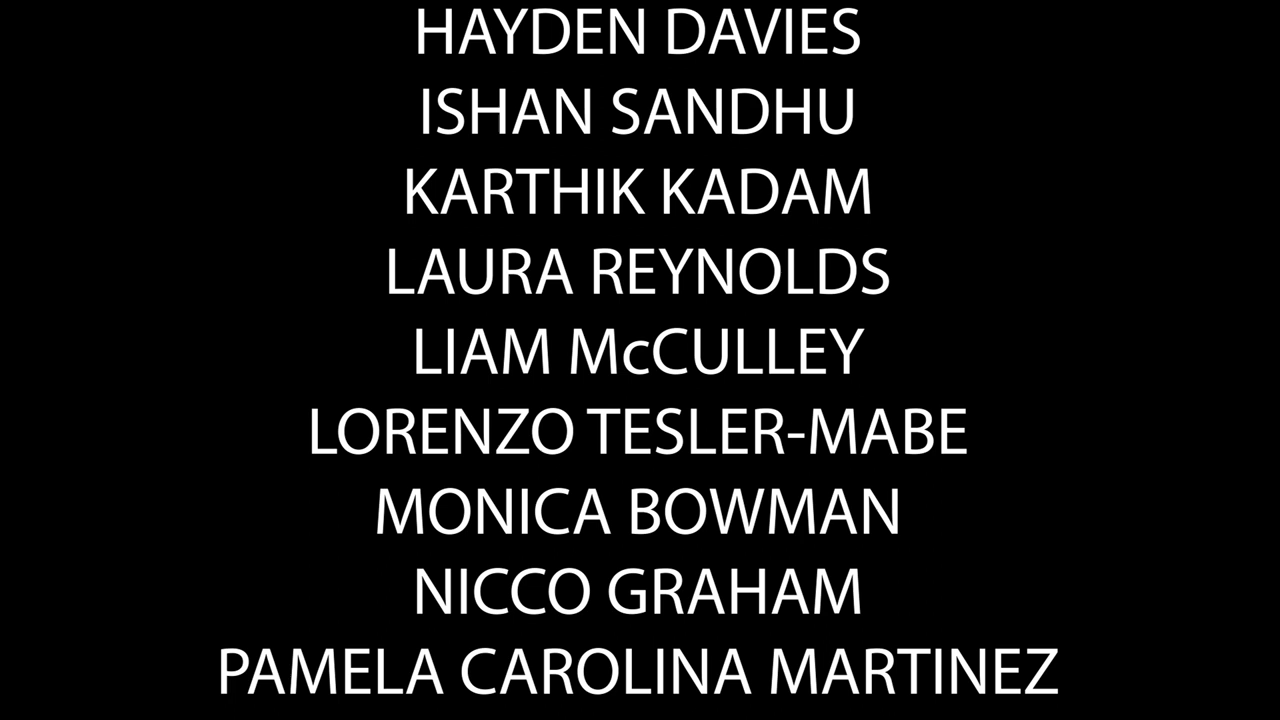 HAYDEN DAVIES
ISHAN SANDHU
KARTHIK KADAM
LAURA REYNOLDS
LIAM McCULLEY
LORENZO TESLER-MABE
MONICA BOWMAN
NICCO GRAHAM
PAMELA CAROLINA MARTINEZ